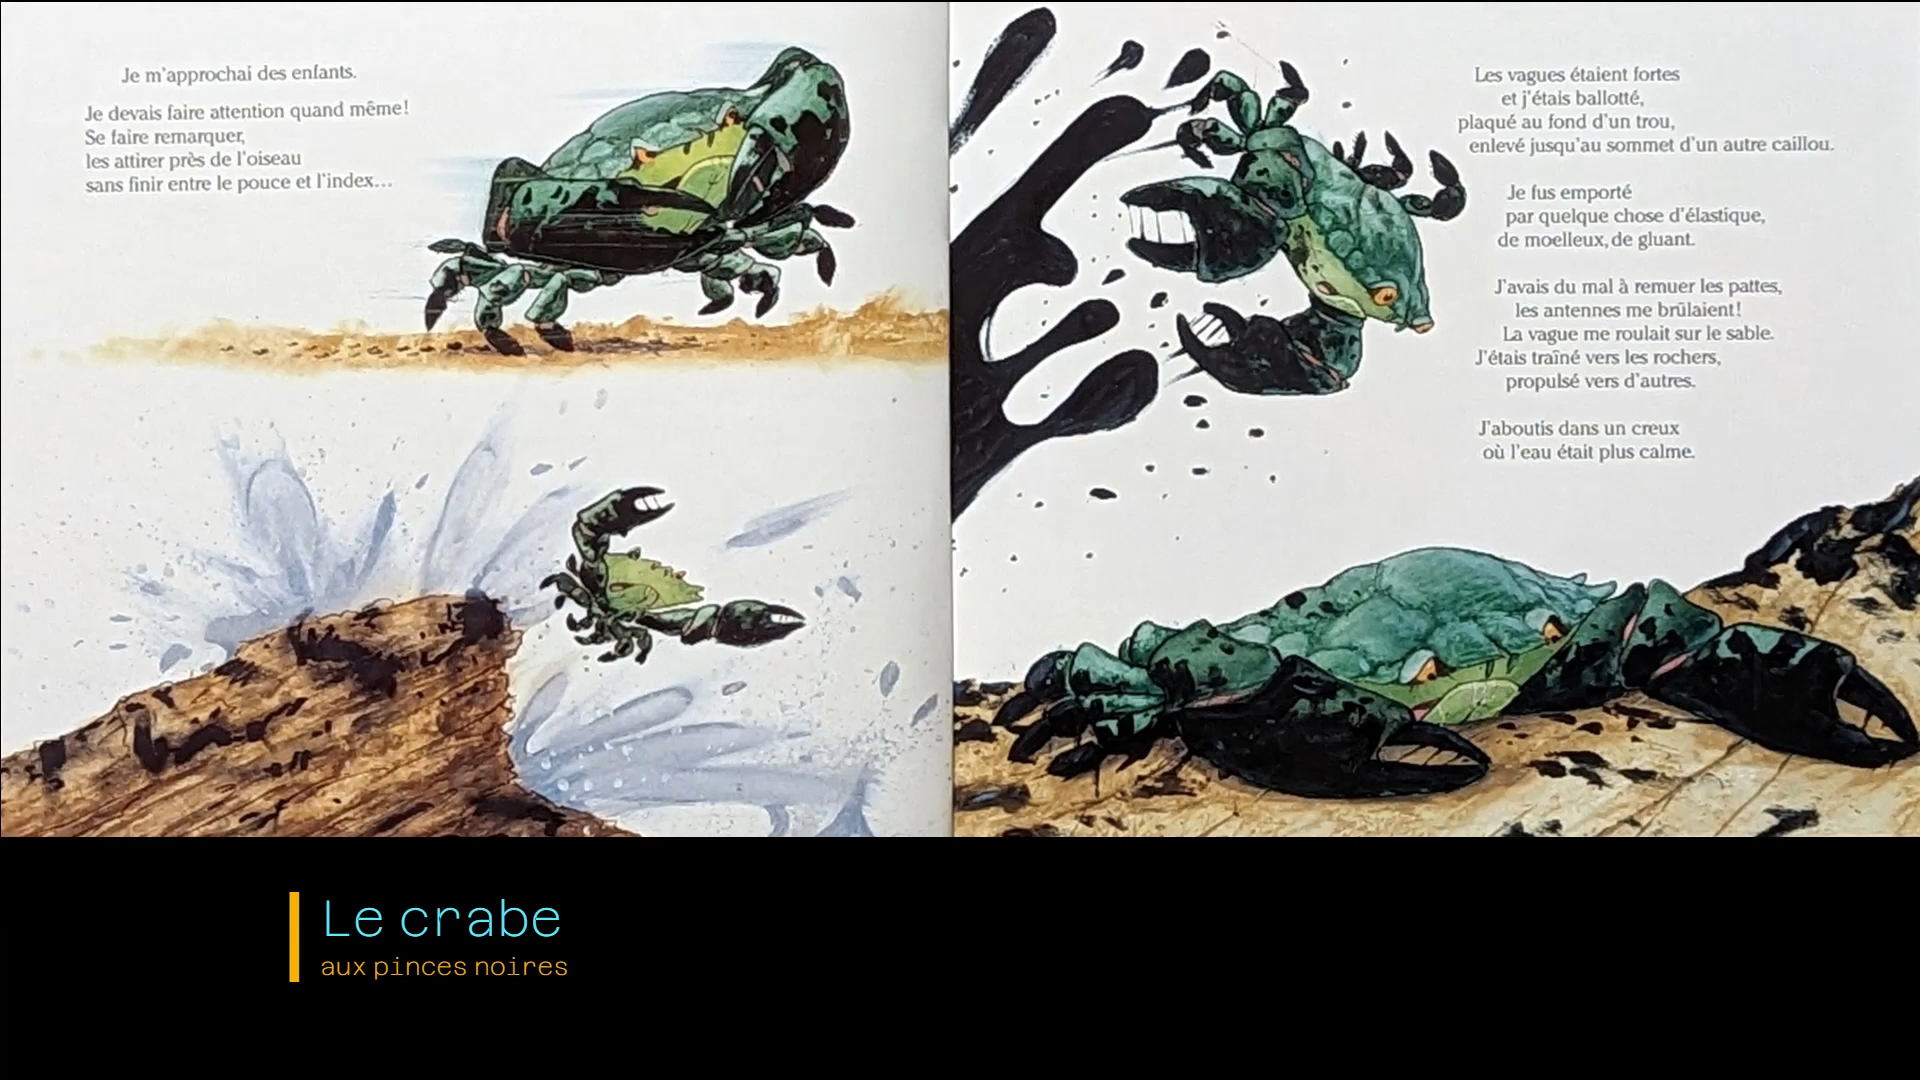 Je m'approchai des enfants.
Je devais faire attention quand même!
Se faire remarquer,
les attirer près de l'oiseau
sans finir entre le pouce et l'index...
Les vagues étaient fortes
et j'étais ballotté,
plaqué au fond d'un trou,
enlevé jusqu'au sommet d'un autre caillou.
Je fus emporté
par quelque chose d'élastique,
de moelleux, de gluant.
J'avais du mal à remuer les pattes,
les antennes me brûlaient!
La vague me roulait sur le sable.
J'étais traîné vers les rochers,
propulsé vers d'autres.
J'aboutis dans un creux
où l'eau était plus calme.
Le crabe
aux pinces noires